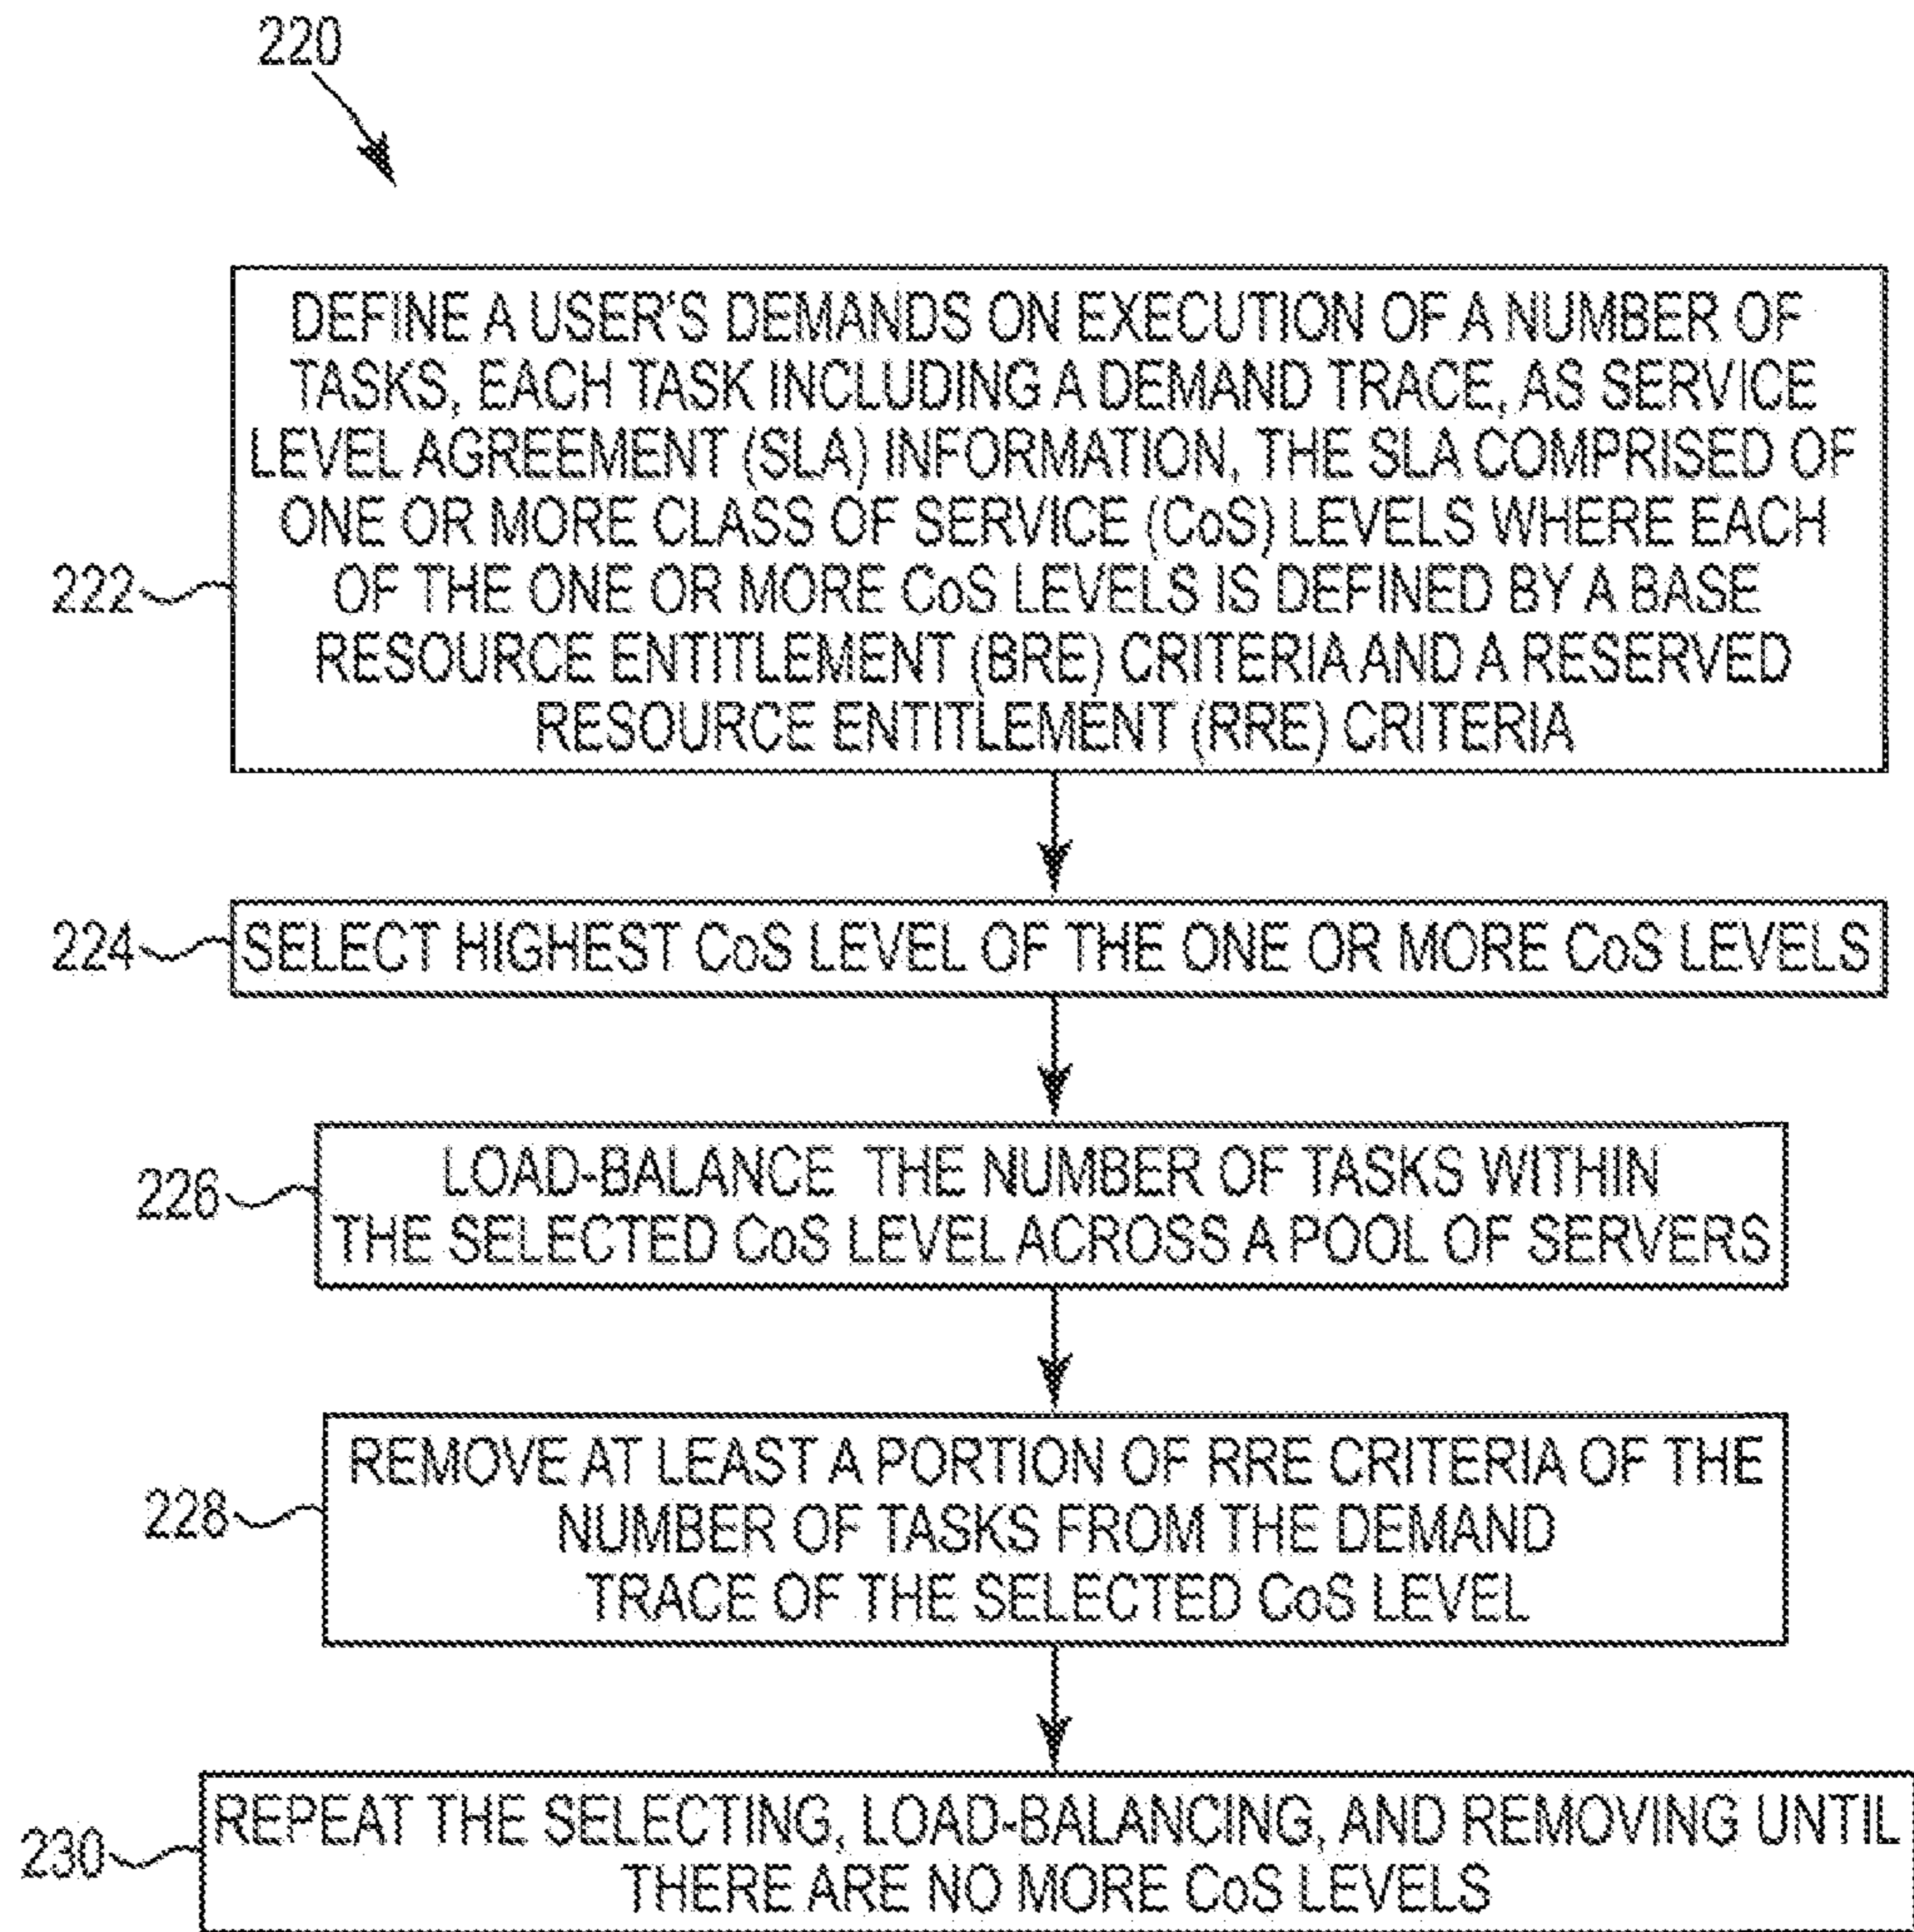 220
DEFINE A USER'S DEMANDS ON EXECUTION OF A NUMBER OF
TASKS, EACH TASK INCLUDING A DEMAND TRACE, AS SERVICE
LEVEL AGREEMENT (SLA) INFORMATION, THE SLA COMPRISED OF
ONE OR MORE CLASS OF SERVICE (CoS) LEVELS WHERE EACH
222
OF THE ONE OR MORE CoS LEVELS IS DEFINED BY A BASE
RESOURCE ENTITLEMENT (BRE) CRITERIA AND A RESERVED
RESOURCE ENTITLEMENT (RRE) CRITERIA
224
SELECT HIGHEST CoS LEVEL OF THE ONE OR MORE CoS LEVELS
226
LOAD-BALANCE THE NUMBER OF TASKS WITHIN
THE SELECTED CoS LEVEL ACROSS A POOL OF SERVERS
228
REMOVE AT LEAST A PORTION OF RRE CRITERIA OF THE
NUMBER OF TASKS FROM THE DEMAND
TRACE OF THE SELECTED CoS LEVEL
230
REPEAT THE SELECTING, LOAD-BALANCING, AND REMOVING UNTIL
THERE ARE NO MORE CoS LEVELS